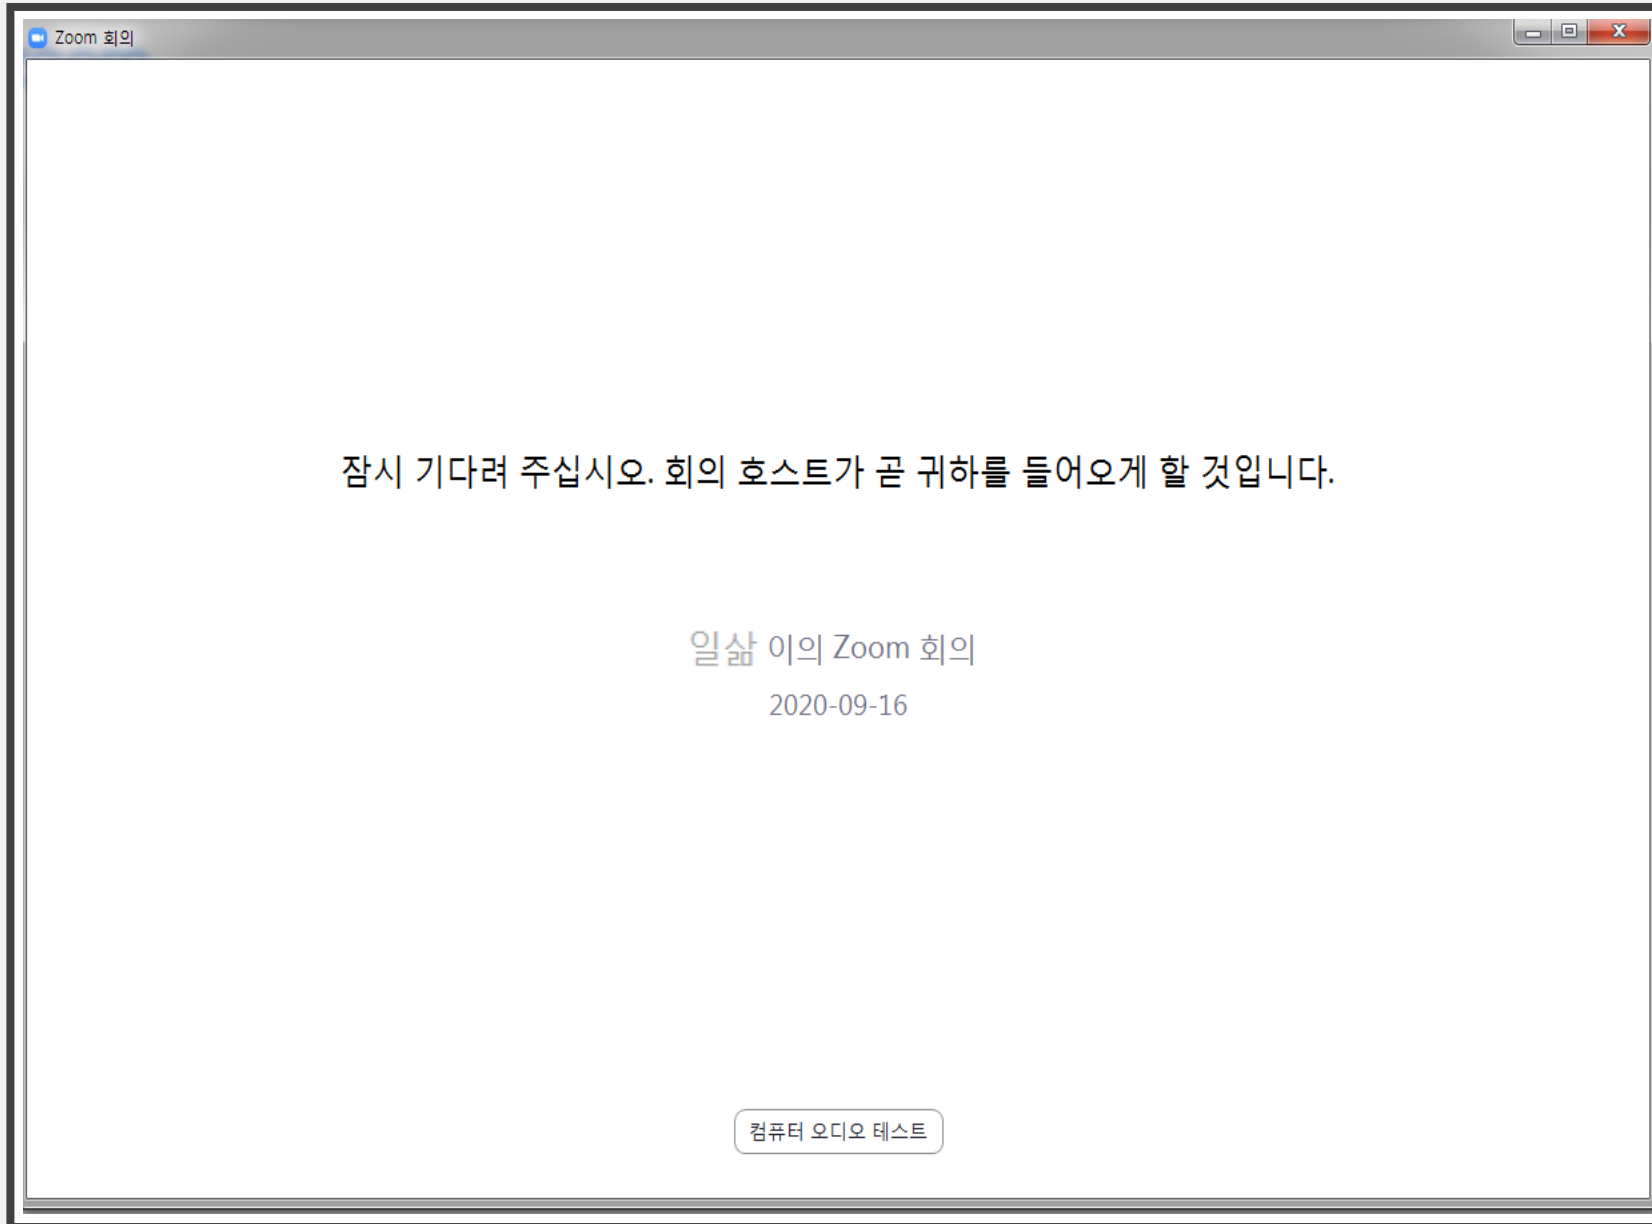 Zoom 회의
잠시 기다려 주십시오. 회의 호스트가 곧 귀하를 들어오게 할 것입니다.
일삶 이의 Zoom 회의
2020-09-16
컴퓨터 오디오 테스트